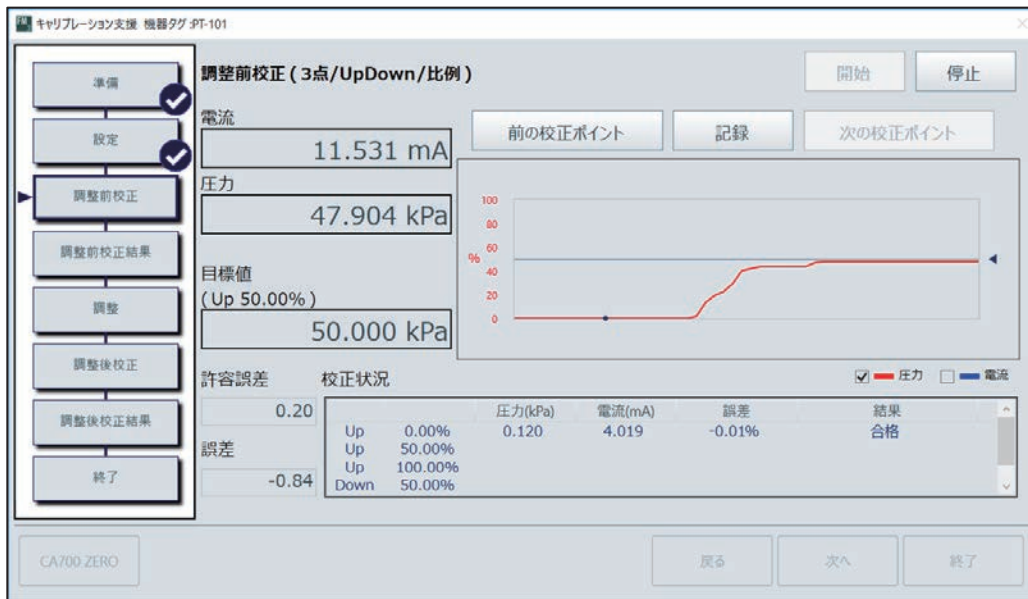 キャリブレーション支援 機器タグ:PT-101
準備
設定
調整前校正
調整前校正結果
調整
調整後校正
調整後校正結果
終了
調整前校正 ( 3点/UpDown/比例 )
開始
停止
電流
11.531 mA
圧力
47.904 kPa
目標値
(Up 50.00% )
50.000 kPa
前の校正ポイント
記録
次の校正ポイント
100
80
60
%
40
20
0
許容誤差
0.20
誤差
-0.84
校正状況
圧力
電流
圧力(kPa) 電流(mA) 誤差 結果
Up 0.00% 0.120 4.019 -0.01% 合格
Up 50.00%
Up 100.00%
Down 50.00%
CA700 ZERO
戻る
次へ
終了